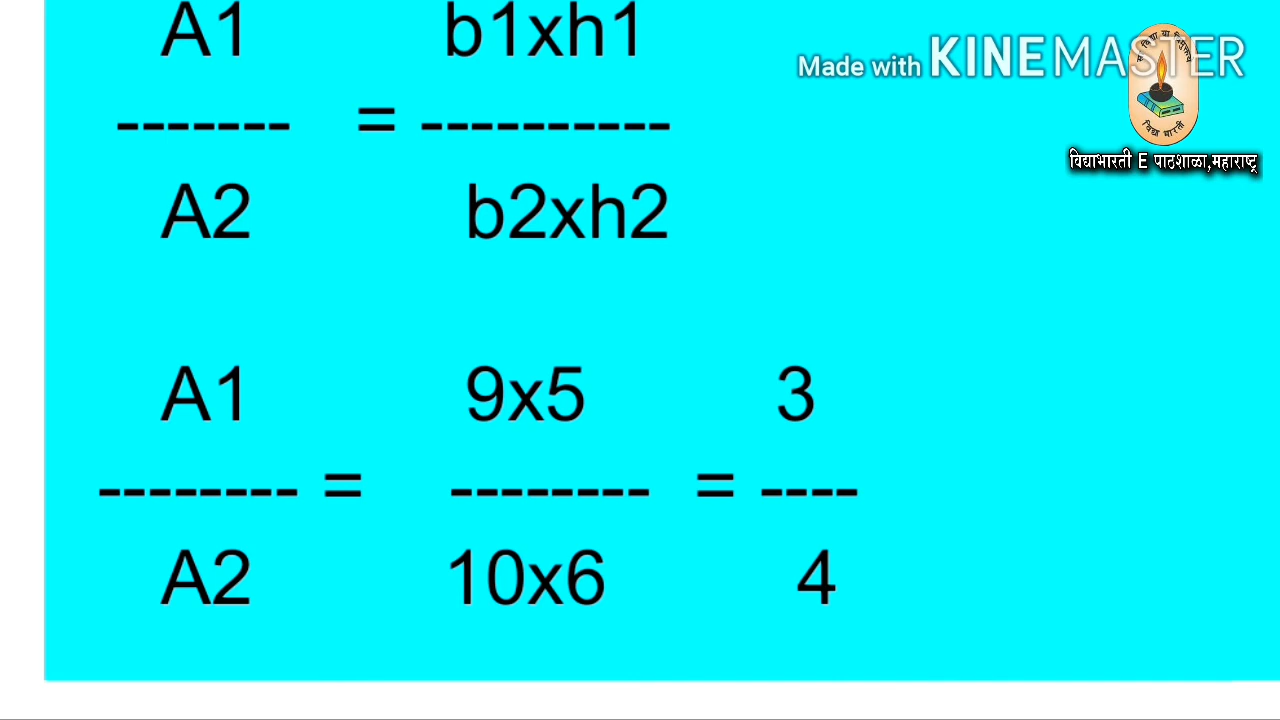 A1 b1xh1
------- = ----------
A2 b2xh2
A1 9x5 3
-------- = -------- = ----
A2 10x6 4
Made with KINEMASTER
विद्याभारती E पाठशाळा,महाराष्ट्र